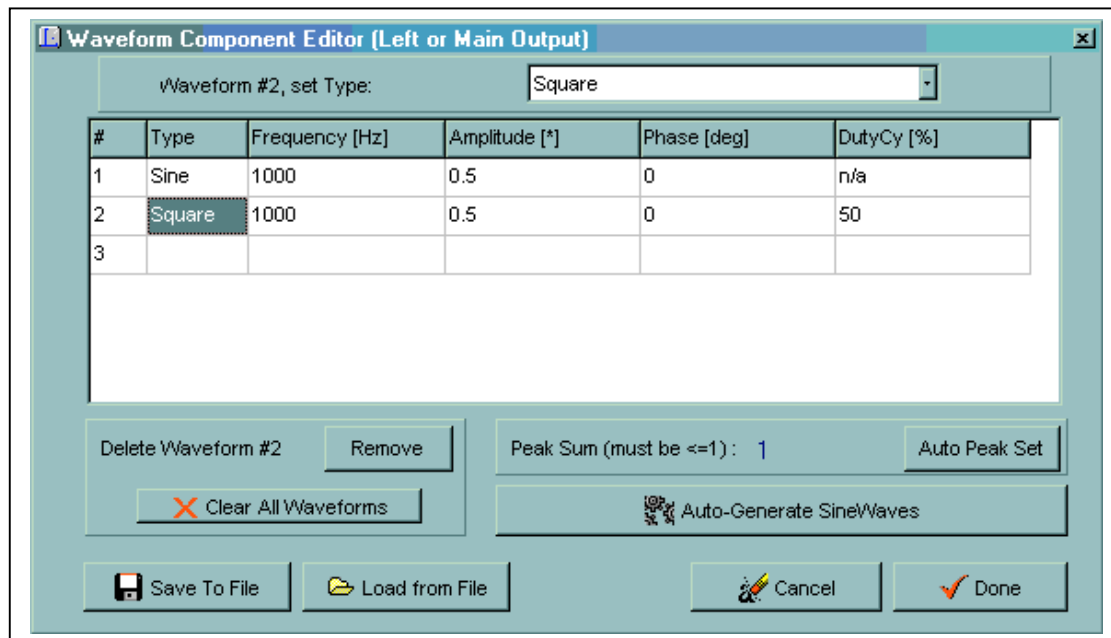 Waveform Component Editor (Left or Main Output)
Waveform #2, set Type: Square
# Type Frequency [Hz] Amplitude [*] Phase [deg] DutyCy [%]
1 Sine 1000 0.5 0 n/a
2 Square 1000 0.5 0 50
3
Delete Waveform #2 Remove Peak Sum (must be <=1) : 1 Auto Peak Set
Clear All Waveforms Auto-Generate SineWaves
Save To File Load from File Cancel Done